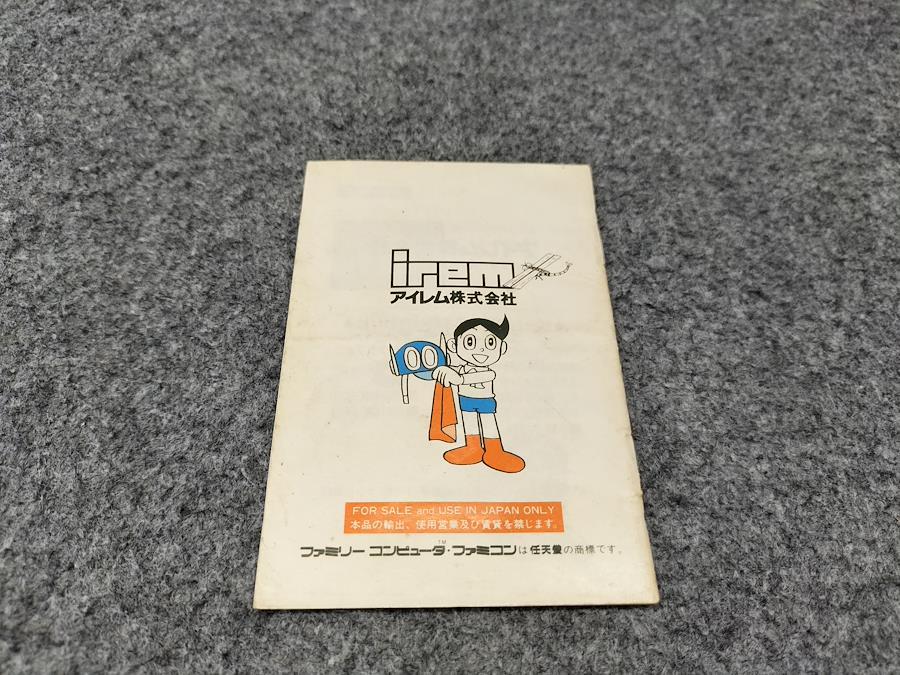 irem
アイレム株式会社
FOR SALE and USE IN JAPAN ONLY
本品の輸出、使用営業及び賃貸を禁じます。
TM
ファミリー コンピュータ・ファミコンは任天堂の商標です。